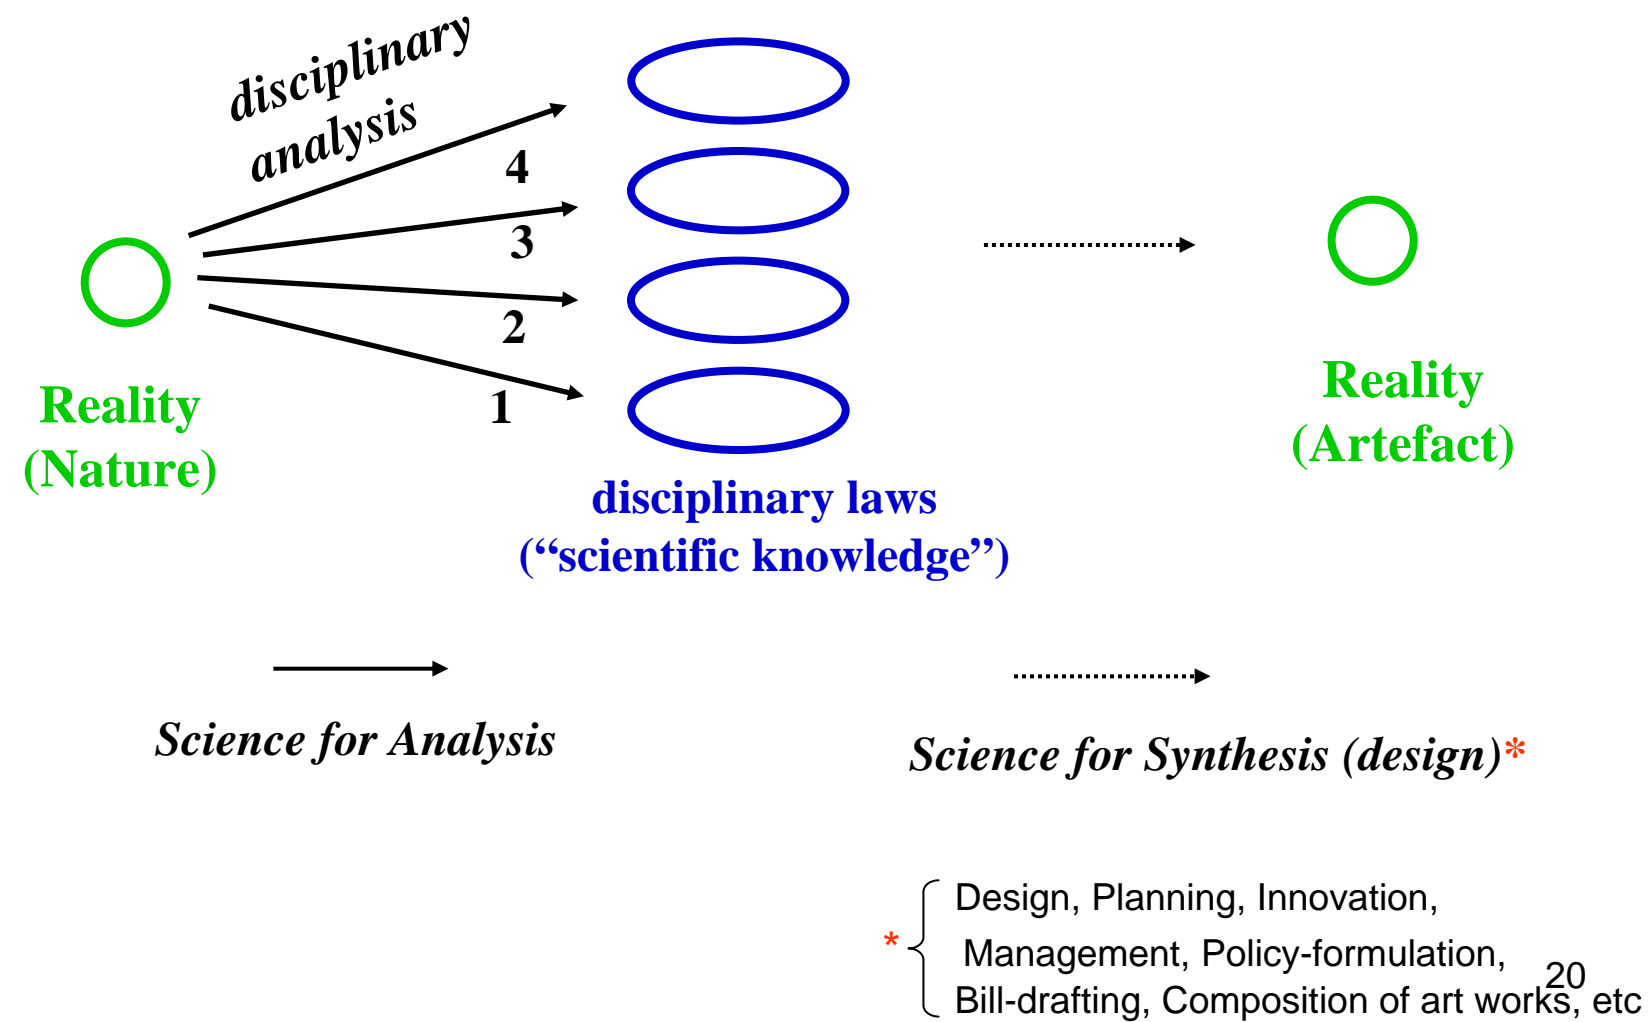 disciplinary
analysis
4
3
2
1
Reality
(Nature)
disciplinary laws
(“scientific knowledge”)
Reality
(Artefact)
Science for Analysis
Science for Synthesis (design)*
* Design, Planning, Innovation,
Management, Policy-formulation,
Bill-drafting, Composition of art works, etc
20